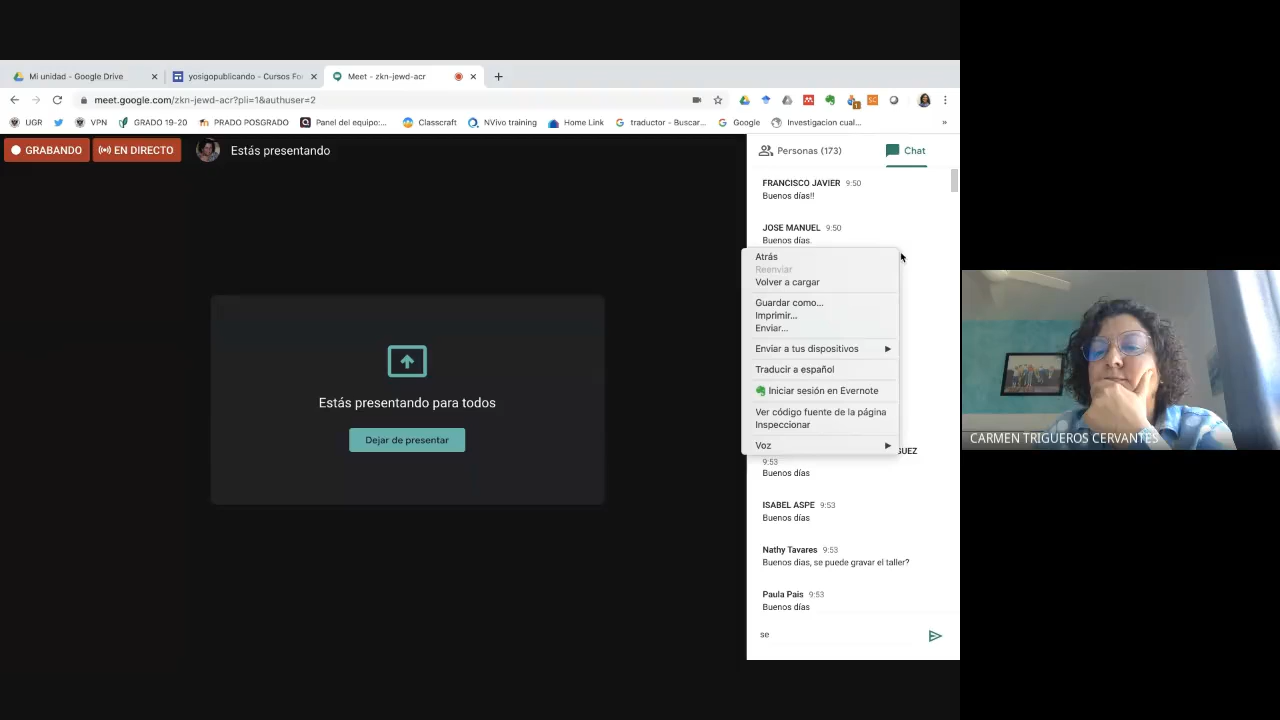 Mi unidad - Google Drive
yosigopublicando - Cursos Fo
Meet - zkn-jewd-acr
meet.google.com/zkn-jewd-acr?pli=1&authuser=2
UGR
VPN
GRADO 19-20
PRADO POSGRADO
Panel del equipo:...
Classcraft
NVivo training
Home Link
traductor - Buscar...
Google
Investigacion cual...
»
GRABANDO
EN DIRECTO
Estás presentando
Personas (173)
Chat
FRANCISCO JAVIER 9:50
Buenos días!!
JOSE MANUEL 9:50
Buenos días.
Atrás
Reenviar
Volver a cargar
Guardar como...
Imprimir...
Enviar...
Enviar a tus dispositivos
Traducir a español
Iniciar sesión en Evernote
Ver código fuente de la página
Inspeccionar
Voz
GUEZ
9:53
Buenos días
ISABEL ASPE 9:53
Buenos días
Nathy Tavares 9:53
Buenos dias, se puede gravar el taller?
Paula Pais 9:53
Buenos días
se
Estás presentando para todos
Dejar de presentar
CARMEN TRIGUEROS CERVANTES